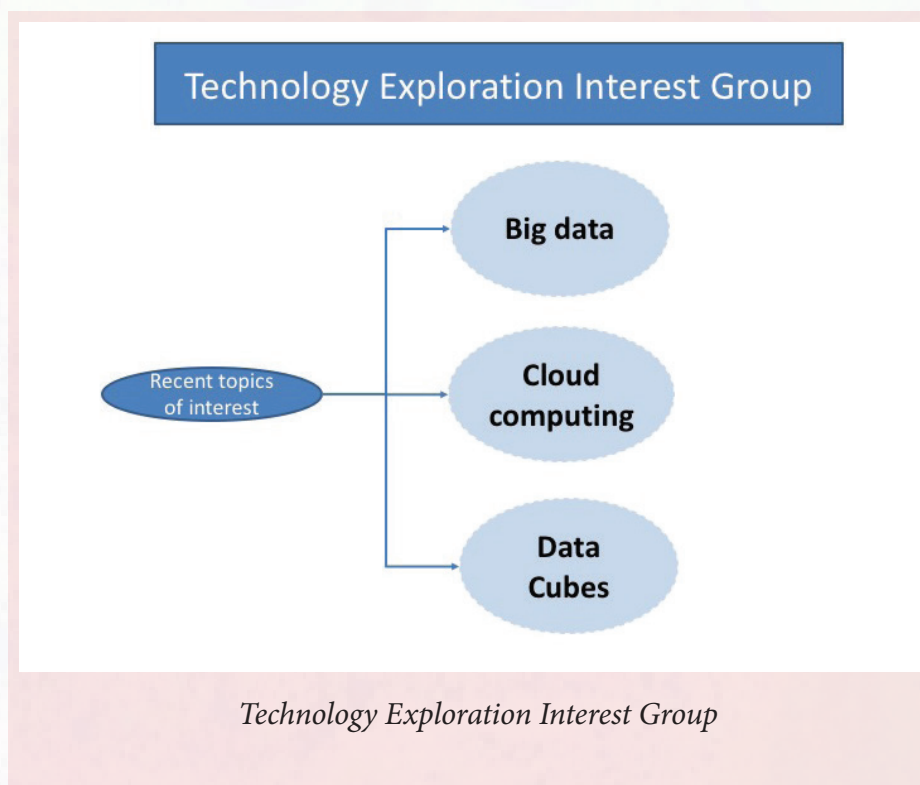 Technology Exploration Interest Group
Big data
Recent topics
of interest
Cloud
computing
Data
Cubes
Technology Exploration Interest Group